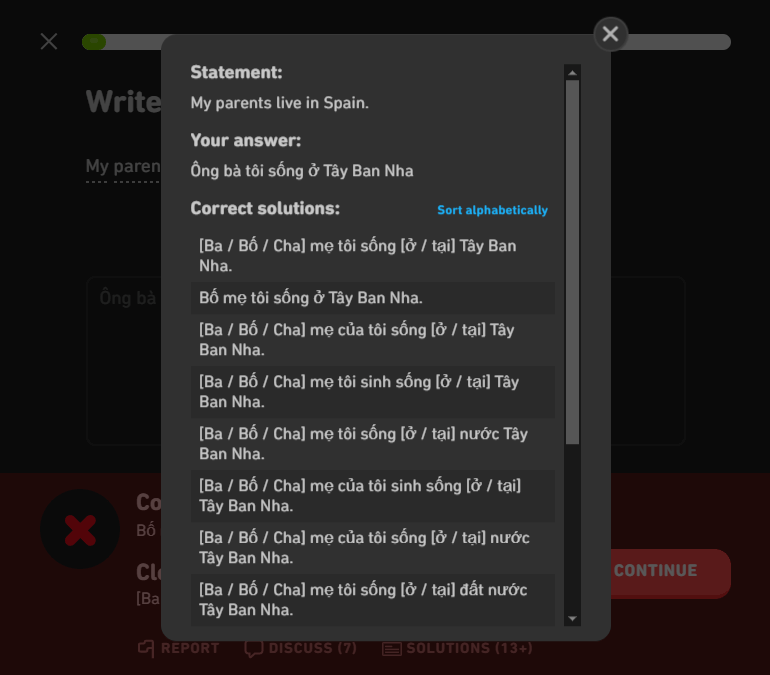 Statement:
Write
My parents live in Spain.
Your answer:
My paren
Ông bà tôi sống ở Tây Ban Nha
Correct solutions:
Sort alphabetically
[Ba / Bố / Cha] mẹ tôi sống [ở / tại] Tây Ban
Nha.
Ông bà
Bố mẹ tôi sống ở Tây Ban Nha.
[Ba / Bố / Cha] mẹ của tôi sống [ở / tại] Tây
Ban Nha.
[Ba / Bố / Cha] mẹ tôi sinh sống [ở / tại] Tây
Ban Nha.
[Ba / Bố / Cha] mẹ tôi sống [ở / tại] nước Tây
Ban Nha.
[Ba / Bố / Cha] mẹ của tôi sinh sống [ở / tại]
Tây Ban Nha.
Co
Bố
[Ba / Bố / Cha] mẹ của tôi sống [ở / tại] nước
Tây Ban Nha.
Cl
[Ba
CONTINUE
[Ba / Bố / Cha] mẹ tôi sống [ở / tại] đất nước
Tây Ban Nha.
REPORT
DISCUSS (7)
SOLUTIONS (13+)